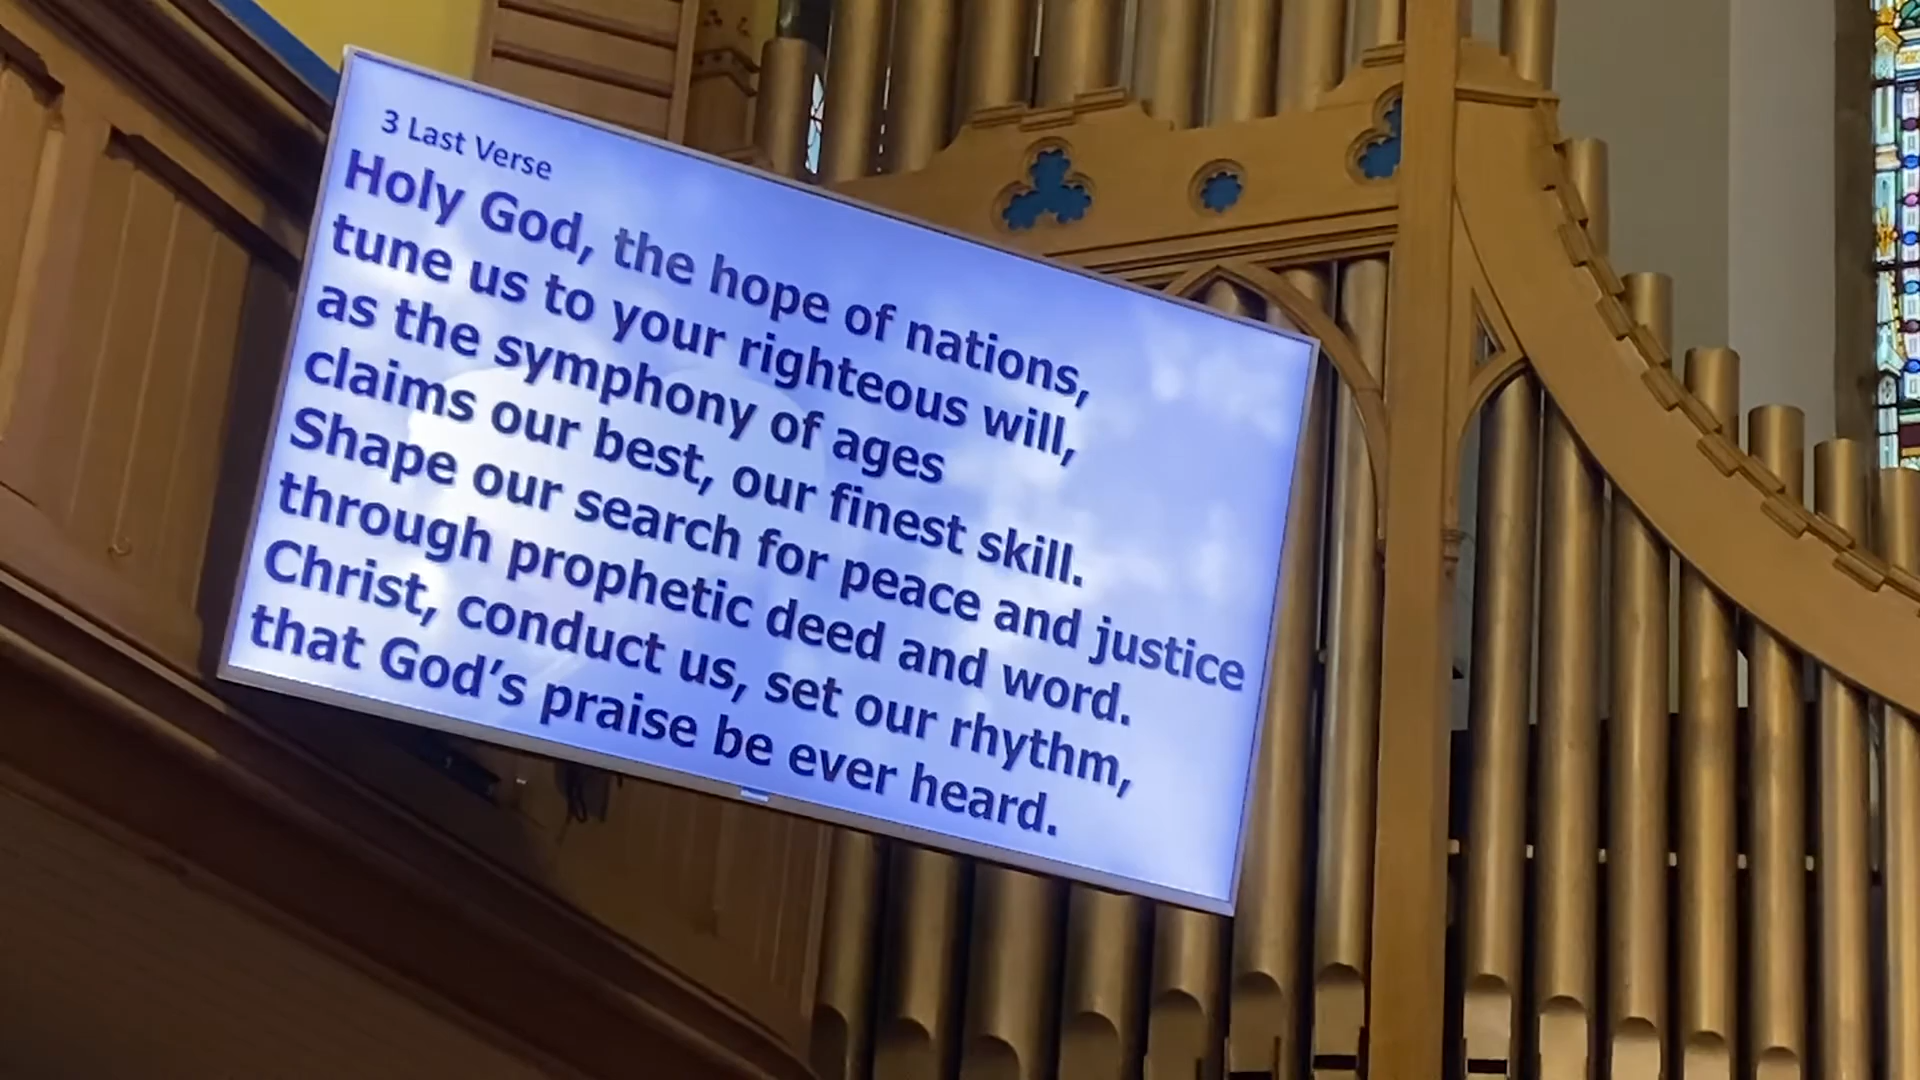 3 Last Verse
Holy God, the hope of nations,
tune us to your righteous will,
as the symphony of ages
claims our best, our finest skill.
Shape our search for peace and justice
through prophetic deed and word.
Christ, conduct us, set our rhythm,
that God’s praise be ever heard.